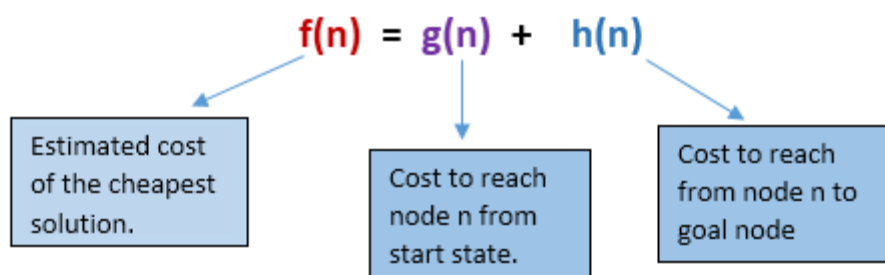 f(n) = g(n) + h(n)
Estimated cost
of the cheapest
solution.
Cost to reach
node n from
start state.
Cost to reach
from node n to
goal node